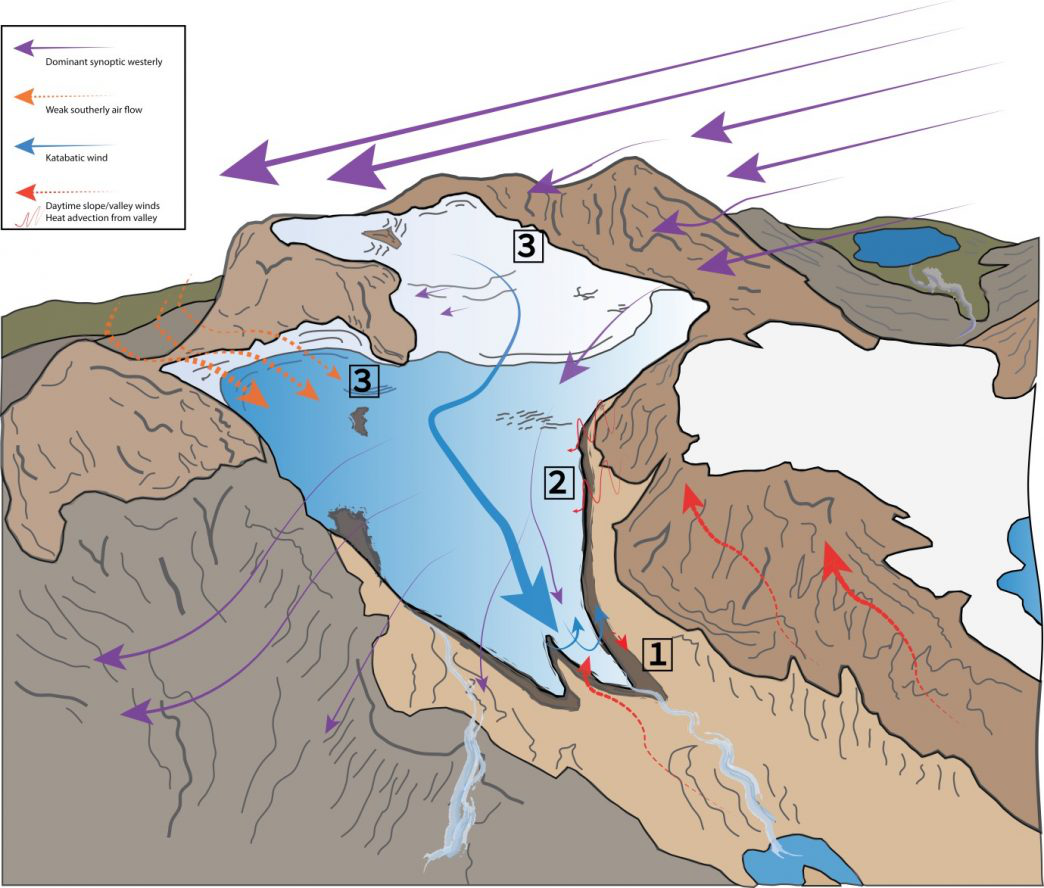 Dominant synoptic westerly
Weak southerly air flow
Katabatic wind
Daytime slope/valley winds
Heat advection from valley
3
3
2
1